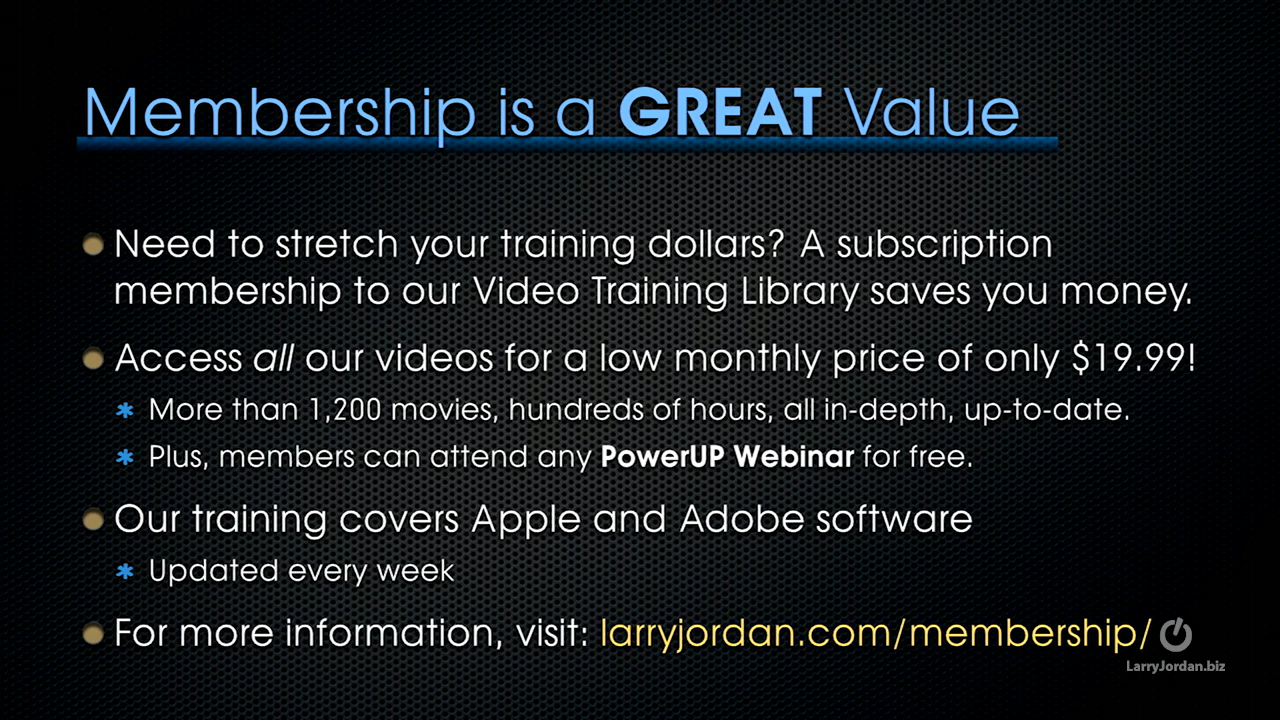 Membership is a GREAT Value
Need to stretch your training dollars? A subscription
membership to our Video Training Library saves you money.
Access all our videos for a low monthly price of only $19.99!
More than 1,200 movies, hundreds of hours, all in-depth, up-to-date.
Plus, members can attend any PowerUP Webinar for free.
Our training covers Apple and Adobe software
Updated every week
For more information, visit: larryjordan.com/membership/
LarryJordan.biz